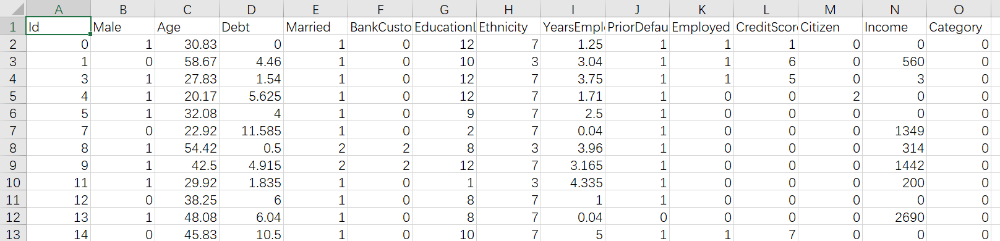 A B C D E F G H I J K L M N O
1 Id Male Age Debt Married BankCusto EducationL Ethnicity YearsEmpl PriorDefau Employed CreditScor Citizen Income Category
2 0 1 30.83 0 1 0 12 7 1.25 1 1 1 0 0 0
3 1 0 58.67 4.46 1 0 10 3 3.04 1 1 6 0 560 0
4 3 1 27.83 1.54 1 0 12 7 3.75 1 1 5 0 3 0
5 4 1 20.17 5.625 1 0 12 7 1.71 1 0 0 2 0 0
6 5 1 32.08 4 1 0 9 7 2.5 1 0 0 0 0 0
7 7 0 22.92 11.585 1 0 2 7 0.04 1 0 0 0 1349 0
8 8 1 54.42 0.5 2 2 8 3 3.96 1 0 0 0 314 0
9 9 1 42.5 4.915 2 2 12 7 3.165 1 0 0 0 1442 0
10 11 1 29.92 1.835 1 0 1 3 4.335 1 0 0 0 200 0
11 12 0 38.25 6 1 0 8 7 1 1 0 0 0 0 0
12 13 1 48.08 6.04 1 0 8 7 0.04 0 0 0 0 2690 0
13 14 0 45.83 10.5 1 0 10 7 5 1 1 7 0 0 0